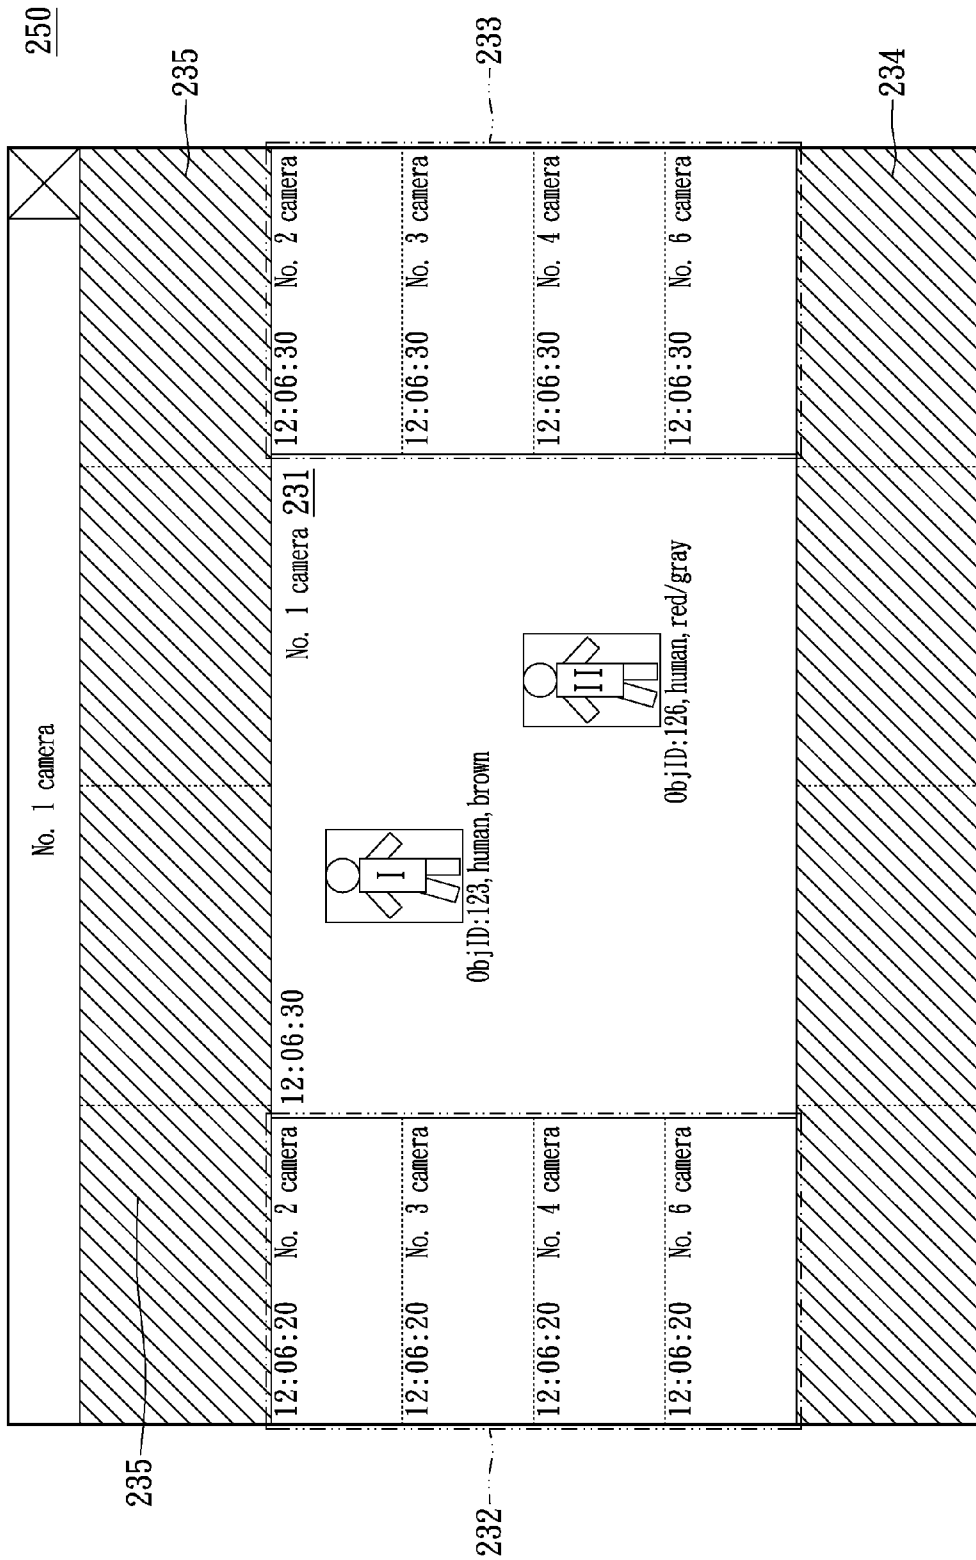 250
No. 1 camera
235
235
12:06:20 No. 2 camera
12:06:20 No. 3 camera
12:06:20 No. 4 camera
12:06:20 No. 6 camera
232
12:06:30
No. 1 camera 231
I
ObjID:123, human, brown
II
ObjID:126, human, red/gray
12:06:30 No. 2 camera
12:06:30 No. 3 camera
12:06:30 No. 4 camera
12:06:30 No. 6 camera
233
234